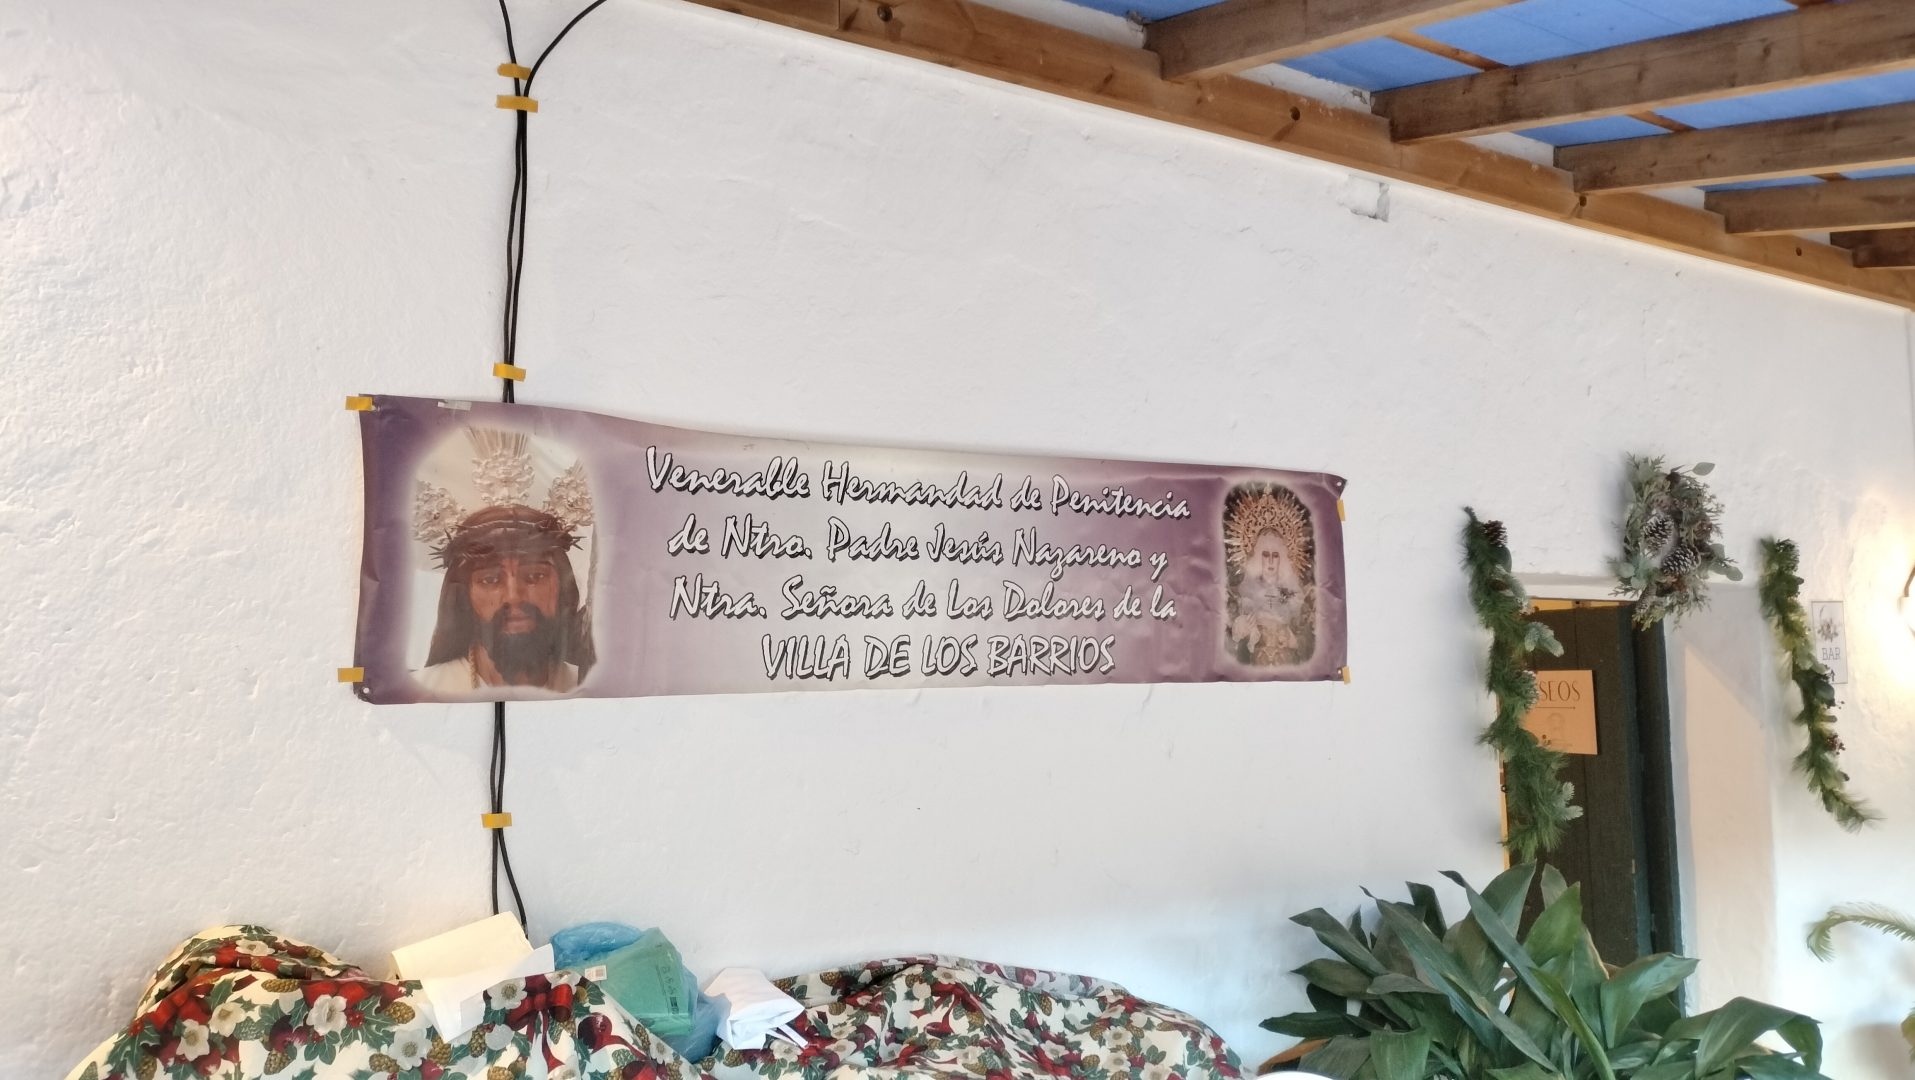 Venerable Hermandad de Penitencia
de Ntro. Padre Jesús Nazareno y
Ntra. Señora de Los Dolores de la
VILLA DE LOS BARRIOS
SEOS
BAR